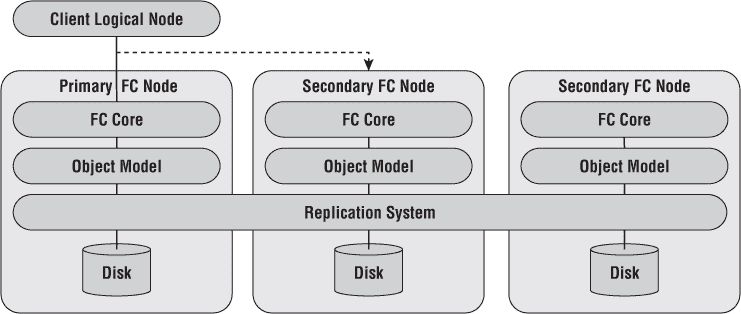 Client Logical Node
Primary FC Node
Secondary FC Node
Secondary FC Node
FC Core
FC Core
FC Core
Object Model
Object Model
Object Model
Replication System
Disk
Disk
Disk